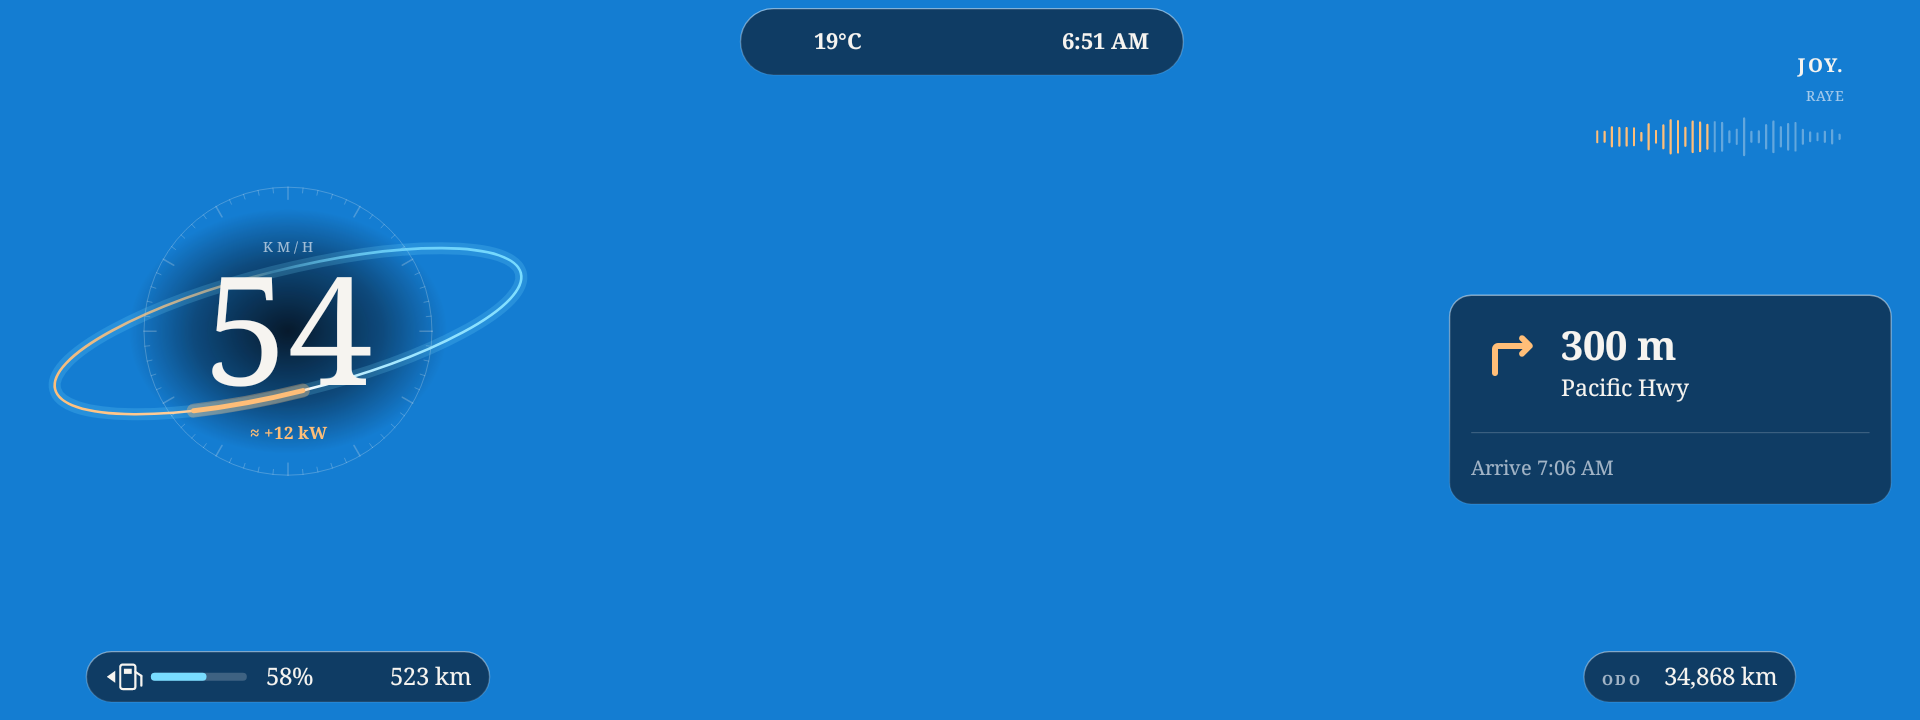 19°C
6:51 AM
JOY.
RAYE
KM/H
54
≈ +12 kW
300 m
Pacific Hwy
Arrive 7:06 AM
58%
523 km
ODO
34,868 km